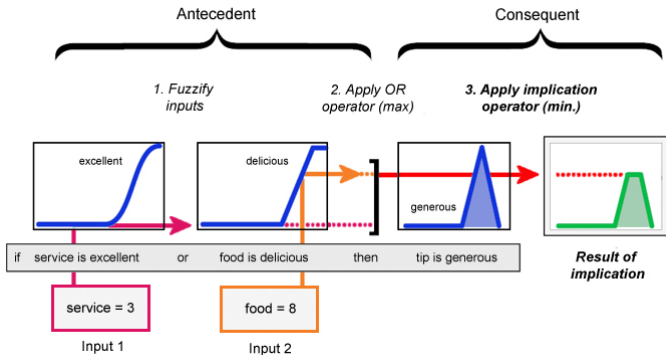 Antecedent
Consequent
1. Fuzzify
inputs
2. Apply OR
operator (max)
3. Apply implication
operator (min.)
excellent
delicious
generous
if service is excellent or food is delicious then tip is generous
Result of
implication
service = 3
food = 8
Input 1
Input 2